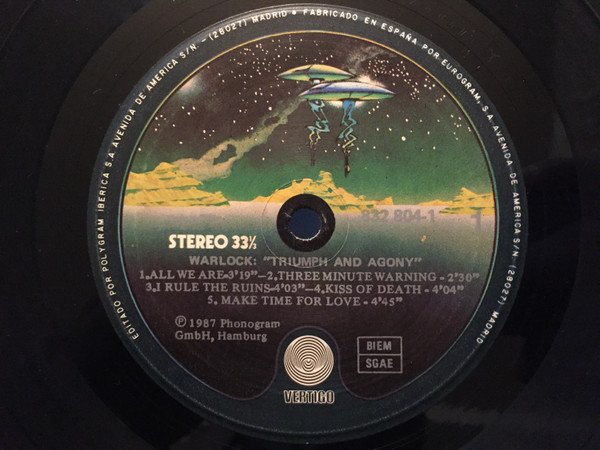 EDITADO POR POLYGRAM IBERICA S.A. AVENIDA DE AMERICA S/N. - (28027) MADRID • FABRICADO EN ESPAÑA POR EUROGRAM, S.A. AVENIDA DE AMERICA, S/N (28027) MADRID
832 804-1 1
STEREO 33⅓
WARLOCK: "TRIUMPH AND AGONY"
1.ALL WE ARE-3'19"-2.THREE MINUTE WARNING - 2'30"
3.I RULE THE RUINS-4'03"-4.KISS OF DEATH - 4'04"
5. MAKE TIME FOR LOVE - 4'45"
℗ 1987 Phonogram
GmbH, Hamburg
BIEM
SGAE
VERTIGO